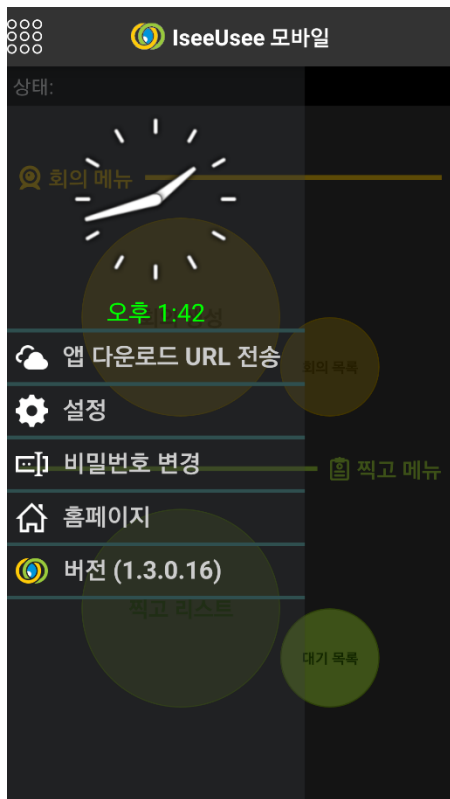 IseeUsee 모바일
상태:
회의 메뉴
오후 1:42
앱 다운로드 URL 전송
회의 목록
설정
비밀번호 변경
찍고 메뉴
홈페이지
버전 (1.3.0.16)
찍고 리스트
대기 목록